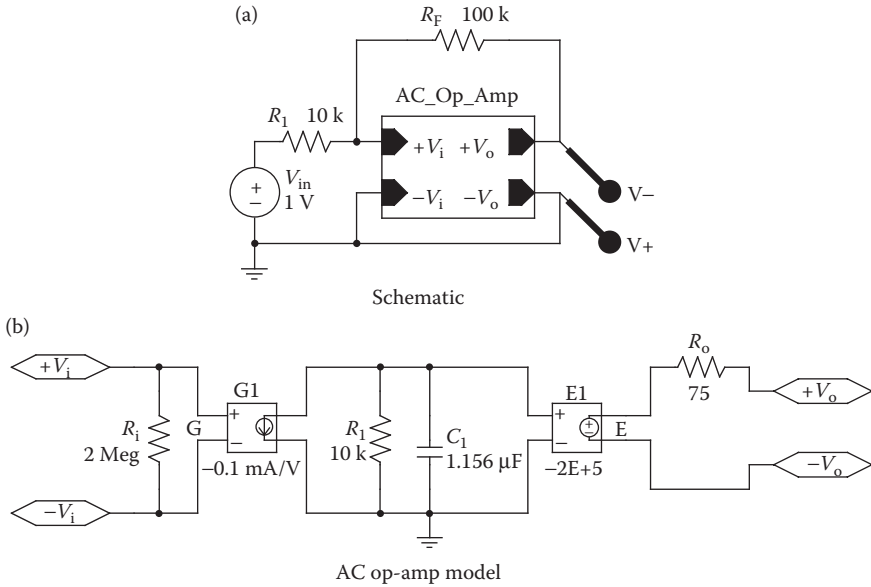 (a)
R_F 100 k
AC_Op_Amp
R_1 10 k
+V_i +V_o
V_in
1 V
−V_i −V_o
V−
V+
Schematic
(b)
R_o
+V_i
G1
E1
75
+V_o
+
+
R_i
G
R_1
C_1
E
2 Meg
−
10 k
1.156 μF
−
−0.1 mA/V
−2E+5
−V_o
−V_i
AC op-amp model